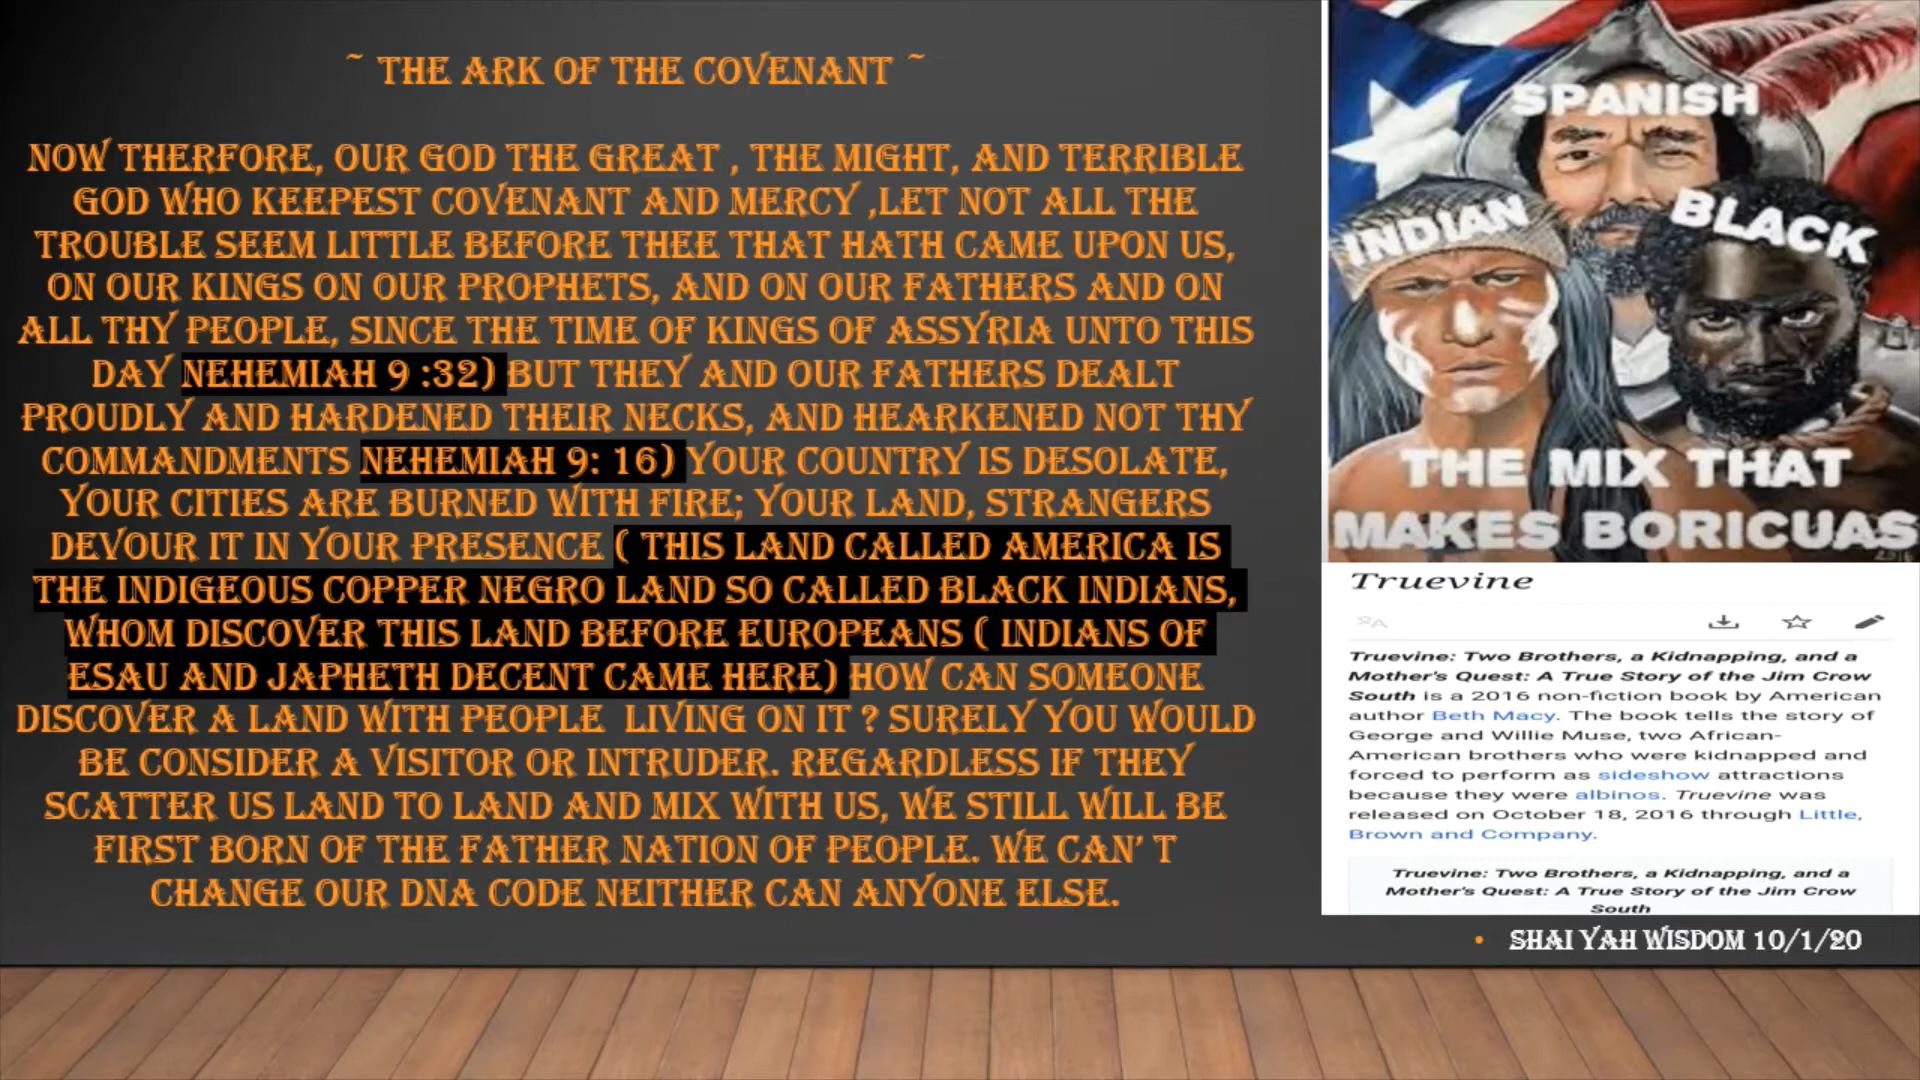 ~ THE ARK OF THE COVENANT ~
NOW THERFORE, OUR GOD THE GREAT , THE MIGHT, AND TERRIBLE
GOD WHO KEEPEST COVENANT AND MERCY ,LET NOT ALL THE
TROUBLE SEEM LITTLE BEFORE THEE THAT HATH CAME UPON US,
ON OUR KINGS ON OUR PROPHETS, AND ON OUR FATHERS AND ON
ALL THY PEOPLE, SINCE THE TIME OF KINGS OF ASSYRIA UNTO THIS
DAY NEHEMIAH 9 :32) BUT THEY AND OUR FATHERS DEALT
PROUDLY AND HARDENED THEIR NECKS, AND HEARKENED NOT THY
COMMANDMENTS NEHEMIAH 9: 16) YOUR COUNTRY IS DESOLATE,
YOUR CITIES ARE BURNED WITH FIRE; YOUR LAND, STRANGERS
DEVOUR IT IN YOUR PRESENCE ( THIS LAND CALLED AMERICA IS
THE INDIGEOUS COPPER NEGRO LAND SO CALLED BLACK INDIANS,
WHOM DISCOVER THIS LAND BEFORE EUROPEANS ( INDIANS OF
ESAU AND JAPHETH DECENT CAME HERE) HOW CAN SOMEONE
DISCOVER A LAND WITH PEOPLE LIVING ON IT ? SURELY YOU WOULD
BE CONSIDER A VISITOR OR INTRUDER. REGARDLESS IF THEY
SCATTER US LAND TO LAND AND MIX WITH US, WE STILL WILL BE
FIRST BORN OF THE FATHER NATION OF PEOPLE. WE CAN' T
CHANGE OUR DNA CODE NEITHER CAN ANYONE ELSE.
SPANISH
INDIAN
BLACK
THE MIX THAT
MAKES BORICUAS
2016
Truevine
Truevine: Two Brothers, a Kidnapping, and a
Mother's Quest: A True Story of the Jim Crow
South is a 2016 non-fiction book by American
author Beth Macy. The book tells the story of
George and Willie Muse, two African-
American brothers who were kidnapped and
forced to perform as sideshow attractions
because they were albinos. Truevine was
released on October 18, 2016 through Little,
Brown and Company.
Truevine: Two Brothers, a Kidnapping, and a
Mother's Quest: A True Story of the Jim Crow
South
• SHAI YAH WISDOM 10/1/20